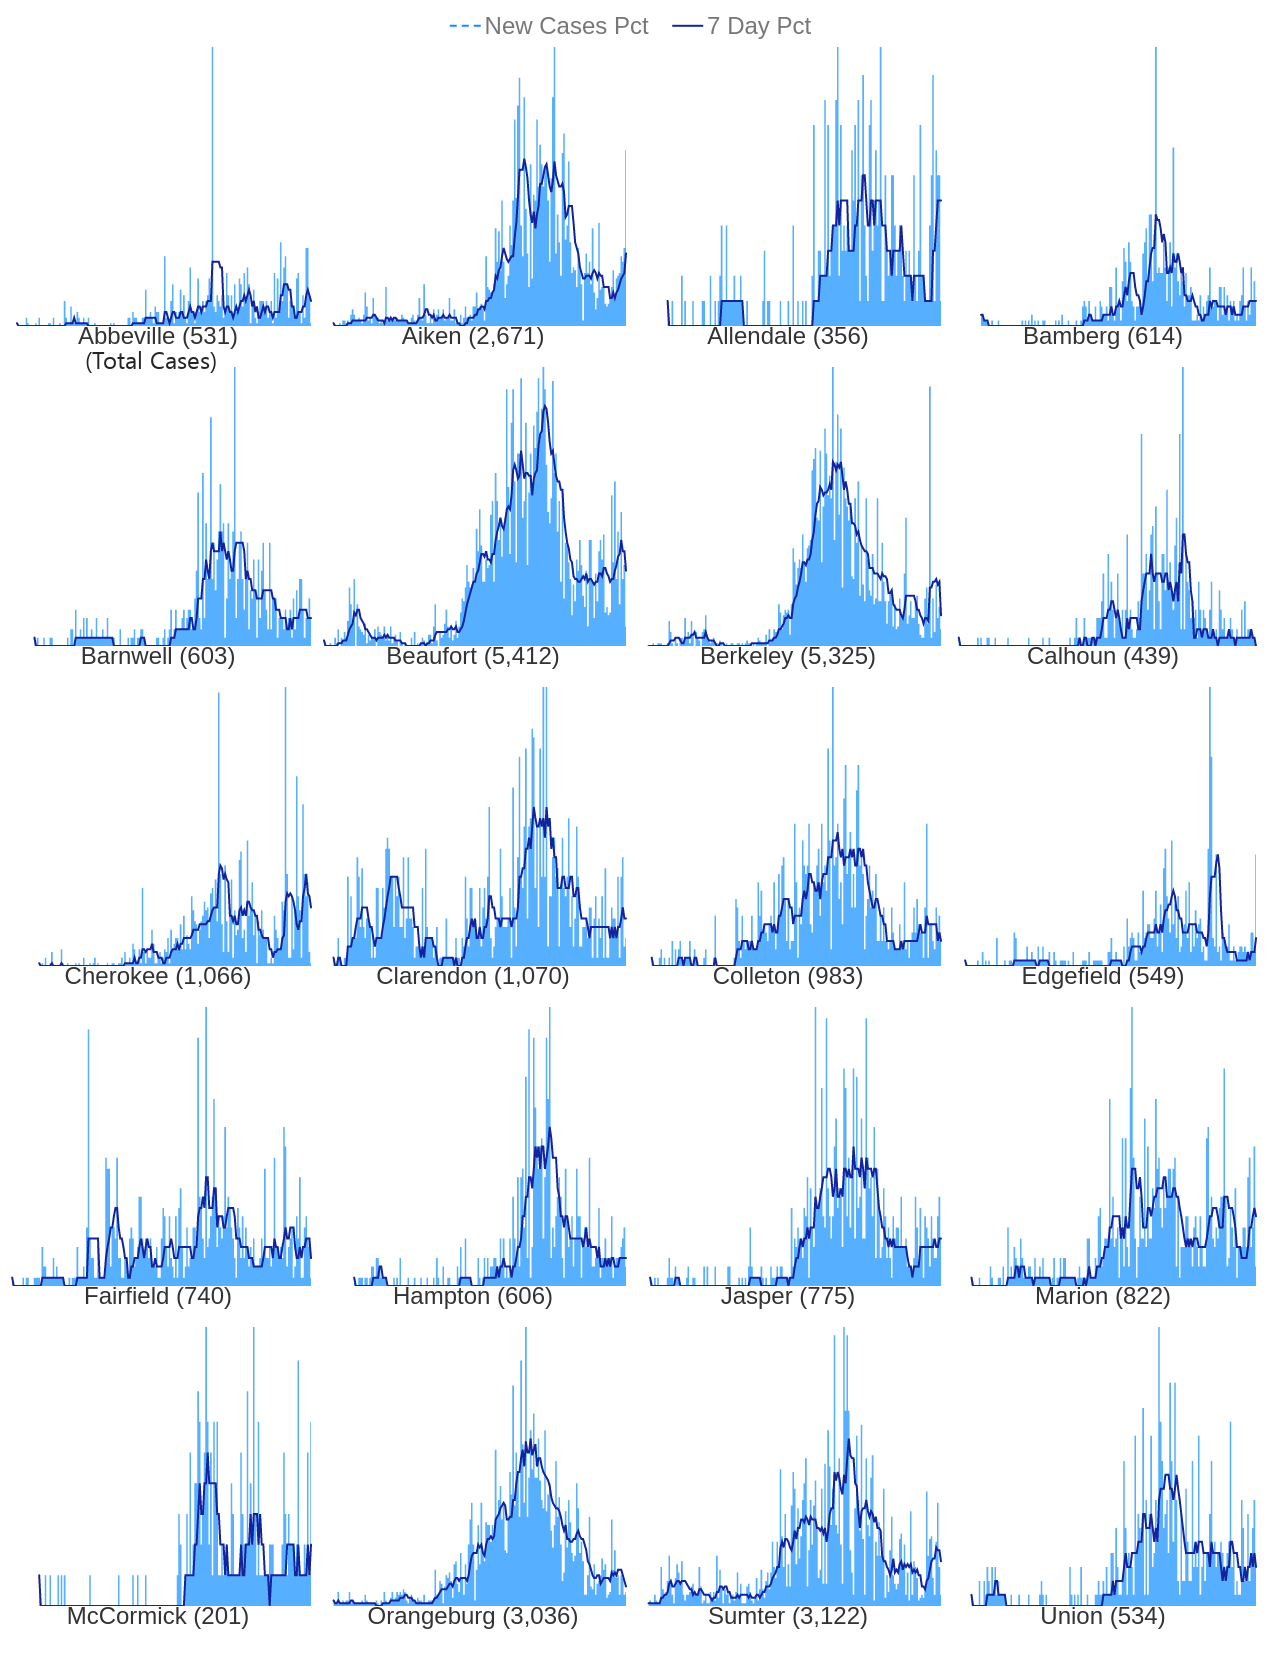 New Cases Pct 7 Day Pct
Abbeville (531) Aiken (2,671) Allendale (356) Bamberg (614)
(Total Cases)
Barnwell (603) Beaufort (5,412) Berkeley (5,325) Calhoun (439)
Cherokee (1,066) Clarendon (1,070) Colleton (983) Edgefield (549)
Fairfield (740) Hampton (606) Jasper (775) Marion (822)
McCormick (201) Orangeburg (3,036) Sumter (3,122) Union (534)